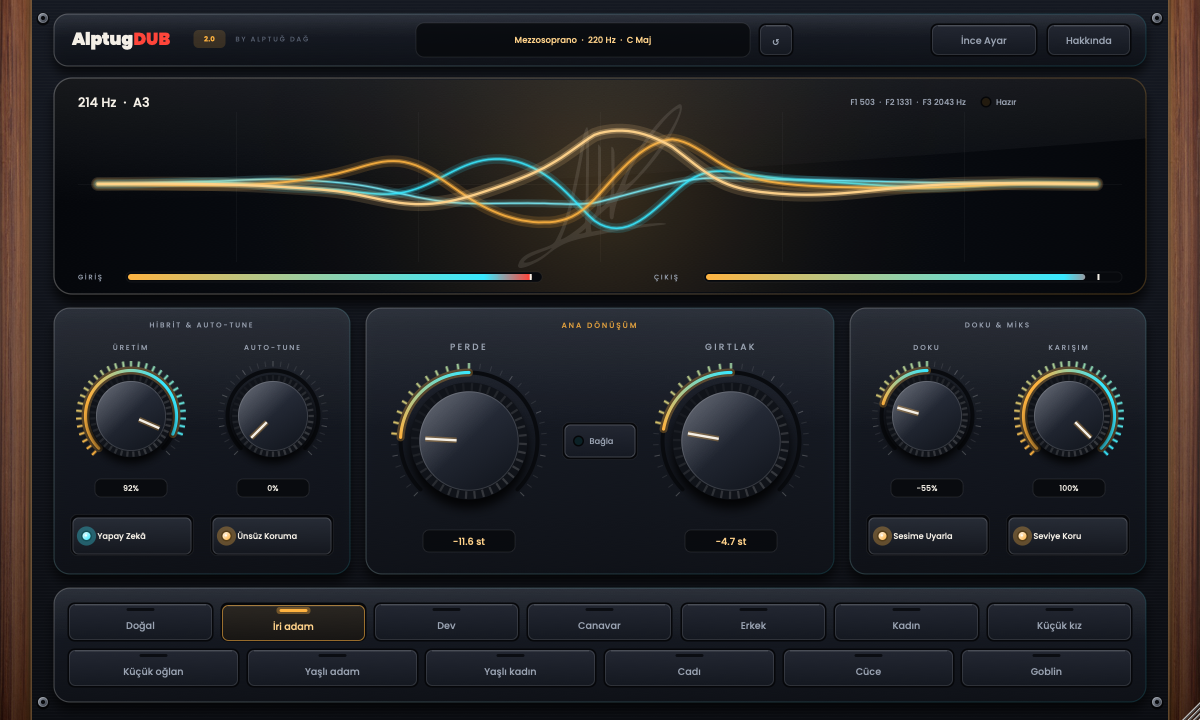 AlptugDUB
2.0
BY ALPTUĞ DAĞ
Mezzosoprano · 220 Hz · C Maj
↺
İnce Ayar
Hakkında
214 Hz · A3
F1 503 · F2 1331 · F3 2043 Hz
Hazır
GİRİŞ
ÇIKIŞ
HİBRİT & AUTO-TUNE
ÜRETİM
AUTO-TUNE
92%
0%
Yapay Zekâ
Ünsüz Koruma
ANA DÖNÜŞÜM
PERDE
GIRTLAK
Bağla
-11.6 st
-4.7 st
DOKU & MİKS
DOKU
KARIŞIM
-55%
100%
Sesime Uyarla
Seviye Koru
Doğal
İri adam
Dev
Canavar
Erkek
Kadın
Küçük kız
Küçük oğlan
Yaşlı adam
Yaşlı kadın
Cadı
Cüce
Goblin